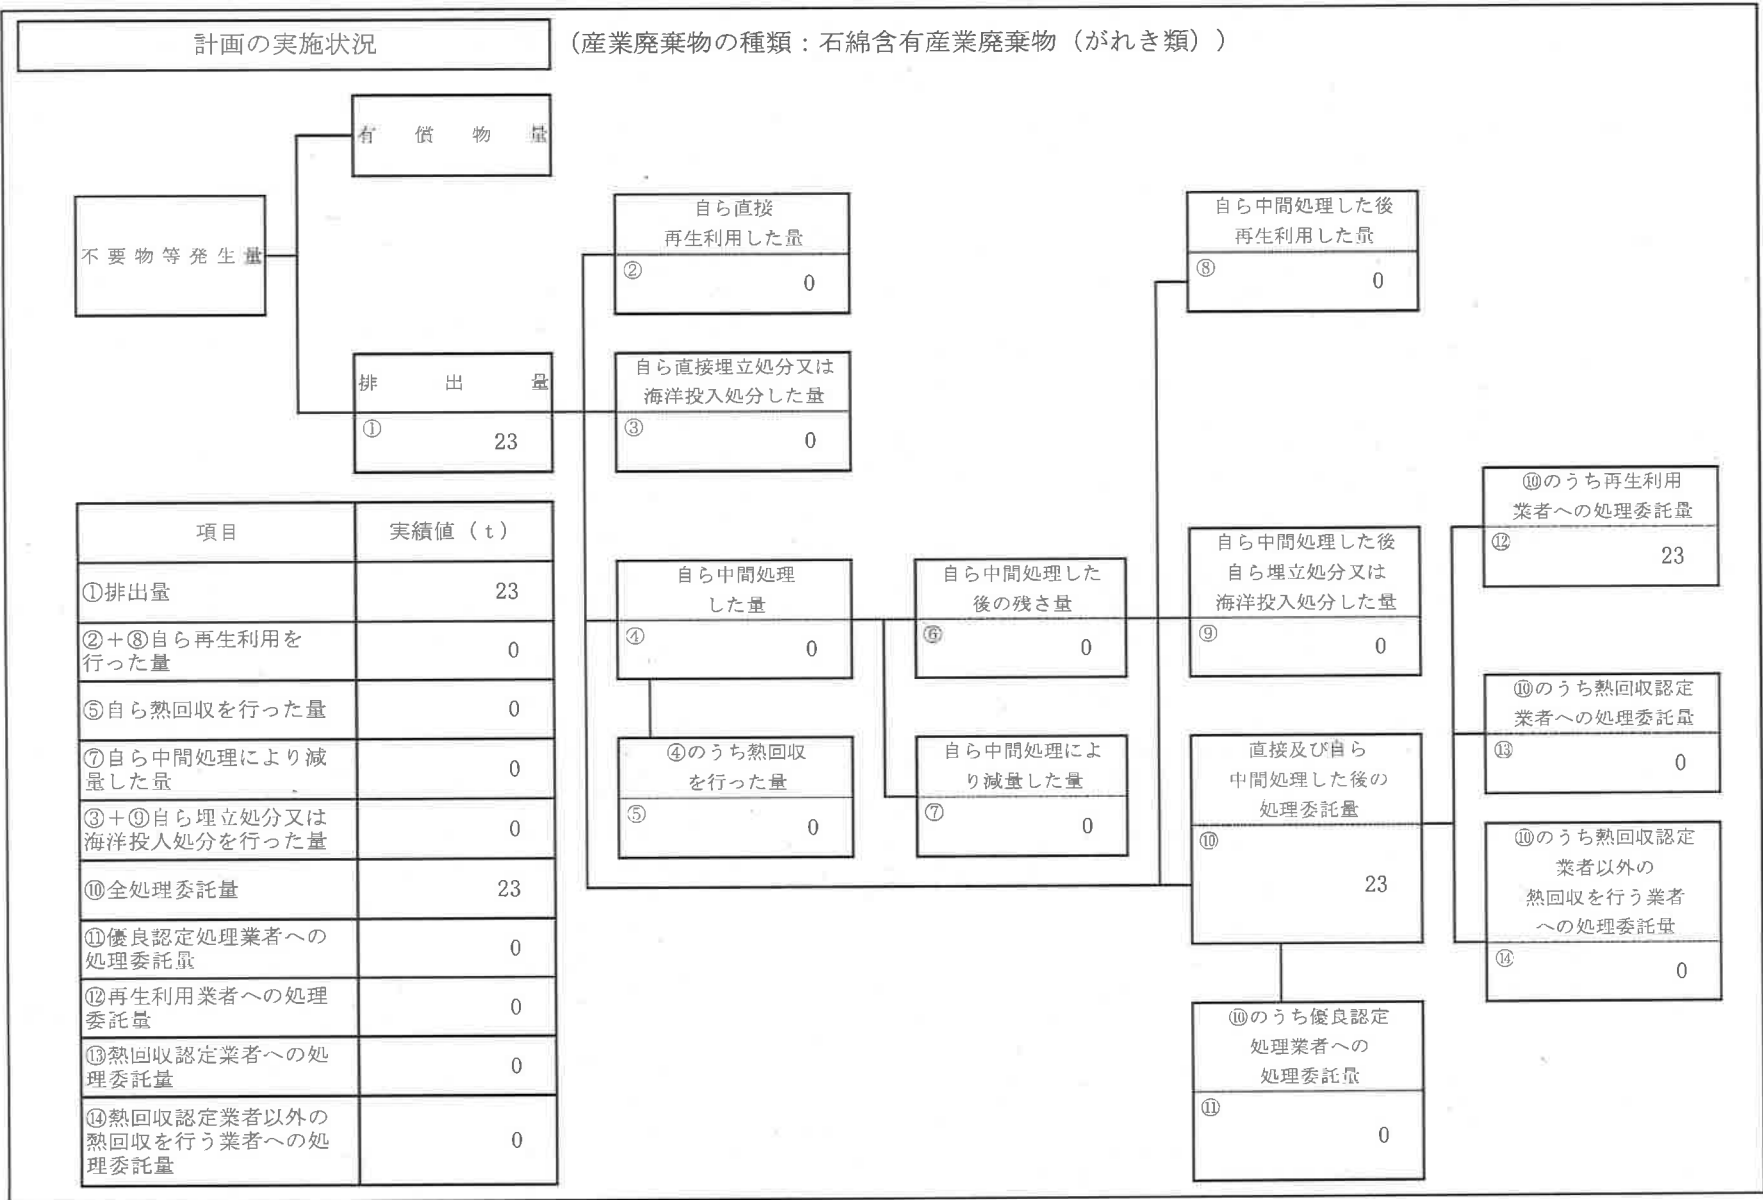 計画の実施状況
(産業廃棄物の種類:石綿含有産業廃棄物(がれき類))
有償物量
不要物等発生量
排出量
① 23
自ら直接
再生利用した量
② 0
自ら直接埋立処分又は
海洋投入処分した量
③ 0
自ら中間処理
した量
④ 0
④のうち熱回収
を行った量
⑤ 0
自ら中間処理した
後の残さ量
⑥ 0
自ら中間処理によ
り減量した量
⑦ 0
自ら中間処理した後
再生利用した量
⑧ 0
自ら中間処理した後
自ら埋立処分又は
海洋投入処分した量
⑨ 0
直接及び自ら
中間処理した後の
処理委託量
⑩
23
⑩のうち優良認定
処理業者への
処理委託量
⑪
0
⑩のうち再生利用
業者への処理委託量
⑫ 23
⑩のうち熱回収認定
業者への処理委託量
⑬ 0
⑩のうち熱回収認定
業者以外の
熱回収を行う業者
への処理委託量
⑭ 0
項目 実績値(t)
①排出量 23
②+⑧自ら再生利用を
行った量 0
⑤自ら熱回収を行った量 0
⑦自ら中間処理により減
量した量 0
③+⑨自ら埋立処分又は
海洋投入処分を行った量 0
⑩全処理委託量 23
⑪優良認定処理業者への
処理委託量 0
⑫再生利用業者への処理
委託量 0
⑬熱回収認定業者への処
理委託量 0
⑭熱回収認定業者以外の
熱回収を行う業者への処
理委託量 0